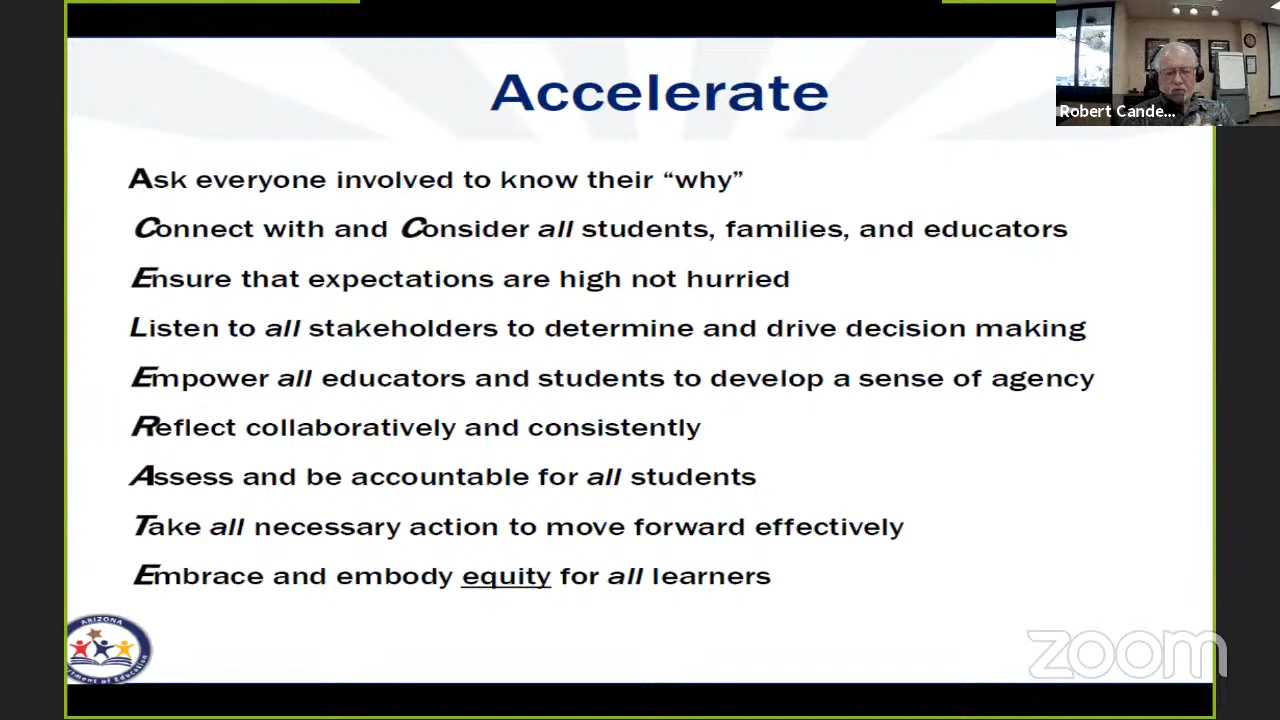 Accelerate
Robert Cande...
Ask everyone involved to know their “why”
Connect with and Consider all students, families, and educators
Ensure that expectations are high not hurried
Listen to all stakeholders to determine and drive decision making
Empower all educators and students to develop a sense of agency
Reflect collaboratively and consistently
Assess and be accountable for all students
Take all necessary action to move forward effectively
Embrace and embody equity for all learners
ARIZONA
of Education
zoom